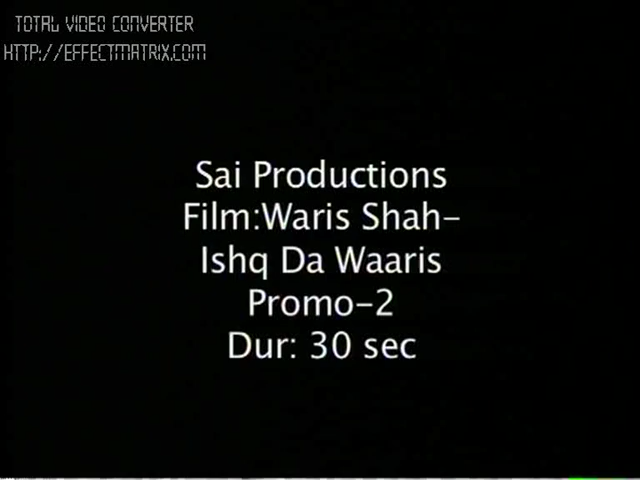 TOTAL VIDEO CONVERTER
HTTP://EFFECTMATRIX.COM
Sai Productions
Film:Waris Shah-
Ishq Da Waaris
Promo-2
Dur: 30 sec